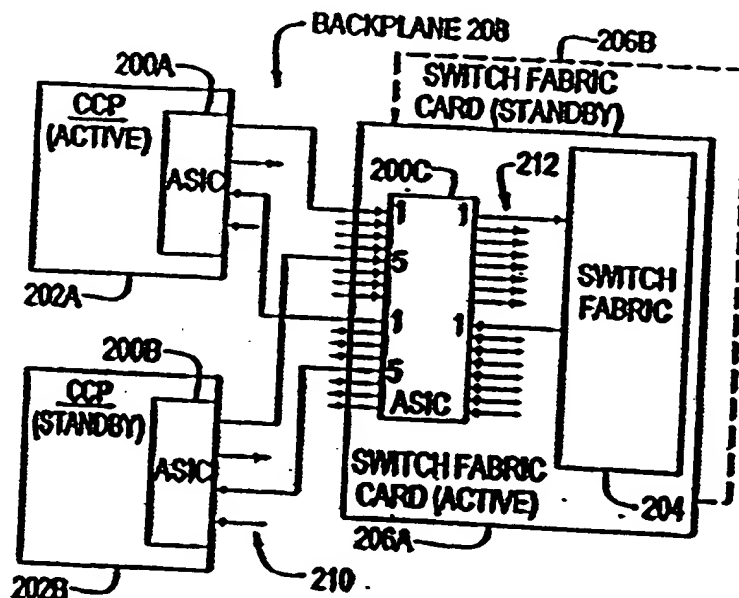 BACKPLANE 208
206B
200A
SWITCH FABRIC
CARD (STANDBY)
CCP
(ACTIVE)
ASIC
200C
212
1
1
5
SWITCH
FABRIC
202A
1
1
200B
5
CCP
(STANDBY)
ASIC
ASIC
SWITCH FABRIC
CARD (ACTIVE)
204
206A
202B
210